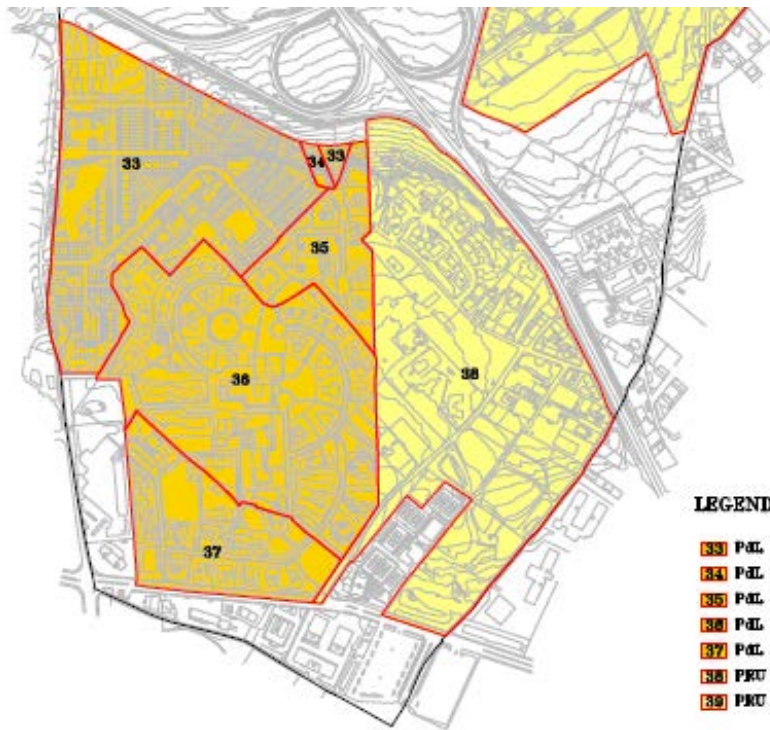 33
34
33
35
36
38
37
LEGEND
33 PdL
34 PdL
35 PdL
36 PdL
37 PdL
38 PRU
39 PRU